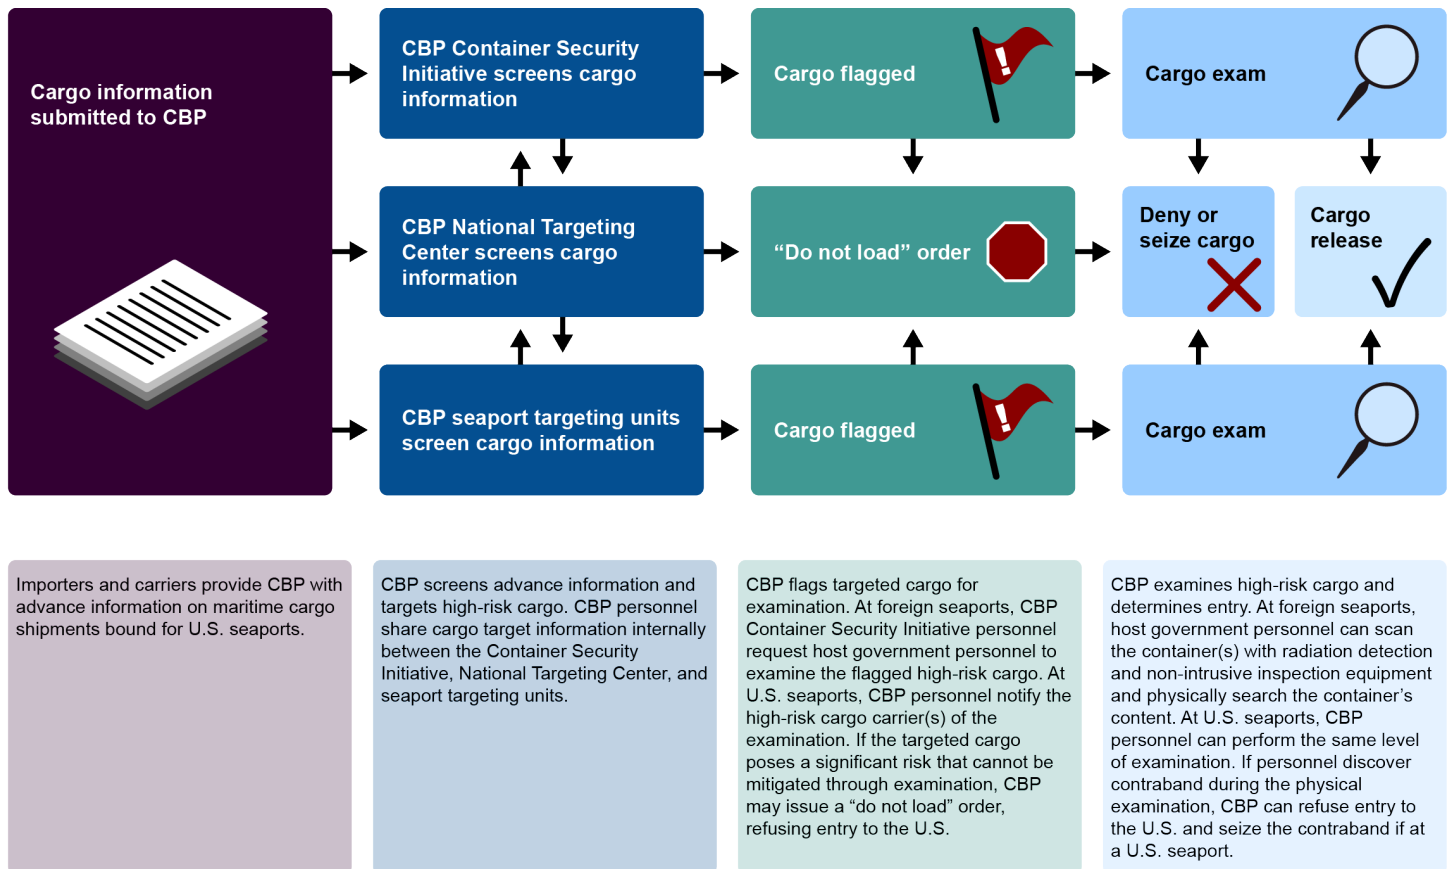 Cargo information
submitted to CBP
CBP Container Security
Initiative screens cargo
information
Cargo flagged
!
Cargo exam
CBP National Targeting
Center screens cargo
information
“Do not load” order
Deny or
seize cargo
Cargo
release
CBP seaport targeting units
screen cargo information
Cargo flagged
!
Cargo exam
Importers and carriers provide CBP with
advance information on maritime cargo
shipments bound for U.S. seaports.
CBP screens advance information and
targets high-risk cargo. CBP personnel
share cargo target information internally
between the Container Security
Initiative, National Targeting Center, and
seaport targeting units.
CBP flags targeted cargo for
examination. At foreign seaports, CBP
Container Security Initiative personnel
request host government personnel to
examine the flagged high-risk cargo. At
U.S. seaports, CBP personnel notify the
high-risk cargo carrier(s) of the
examination. If the targeted cargo
poses a significant risk that cannot be
mitigated through examination, CBP
may issue a “do not load” order,
refusing entry to the U.S.
CBP examines high-risk cargo and
determines entry. At foreign seaports,
host government personnel can scan
the container(s) with radiation detection
and non-intrusive inspection equipment
and physically search the container’s
content. At U.S. seaports, CBP
personnel can perform the same level
of examination. If personnel discover
contraband during the physical
examination, CBP can refuse entry to
the U.S. and seize the contraband if at
a U.S. seaport.